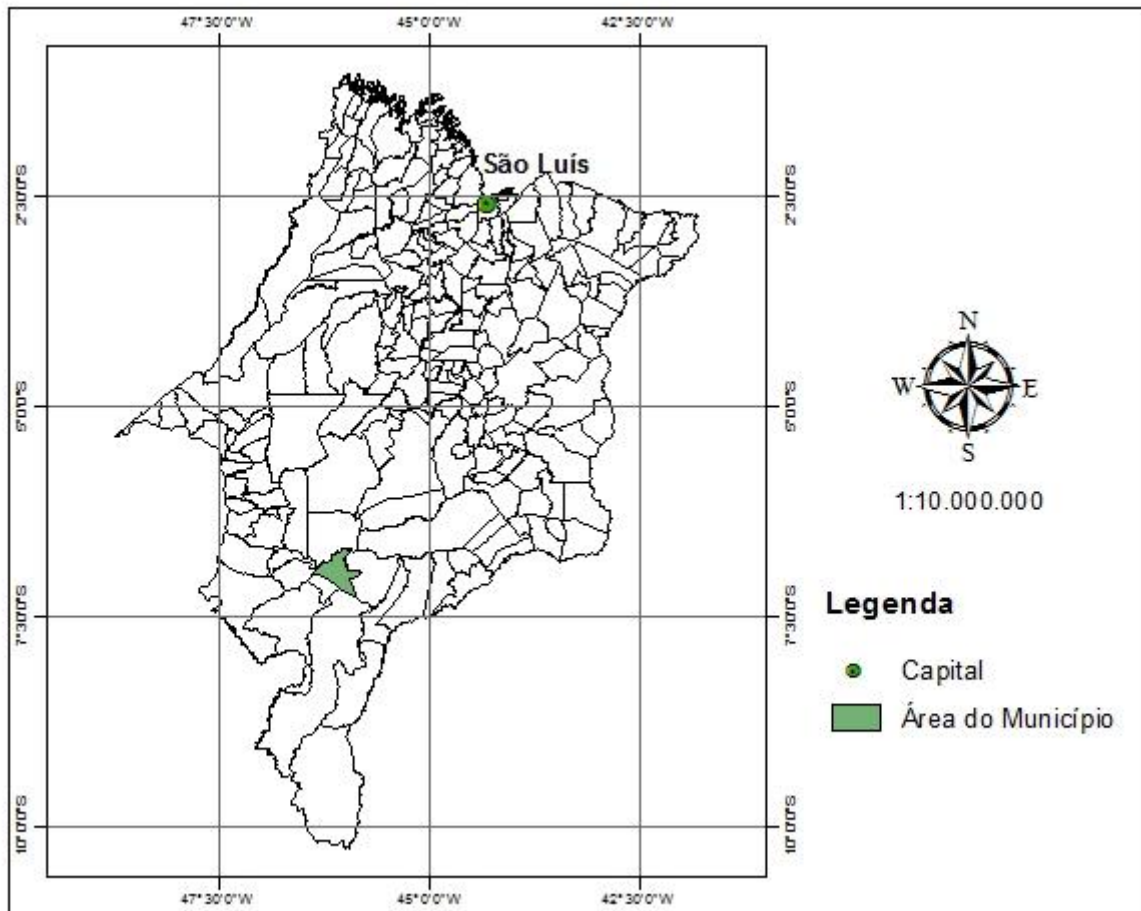 47°30'0"W 45°0'0"W 42°30'0"W
São Luís
2°30'0"S 2°30'0"S
N
W E
S
5°0'0"S 5°0'0"S
1:10.000.000
Legenda
Capital
Área do Município
7°30'0"S 7°30'0"S
10°0'0"S 10°0'0"S
47°30'0"W 45°0'0"W 42°30'0"W